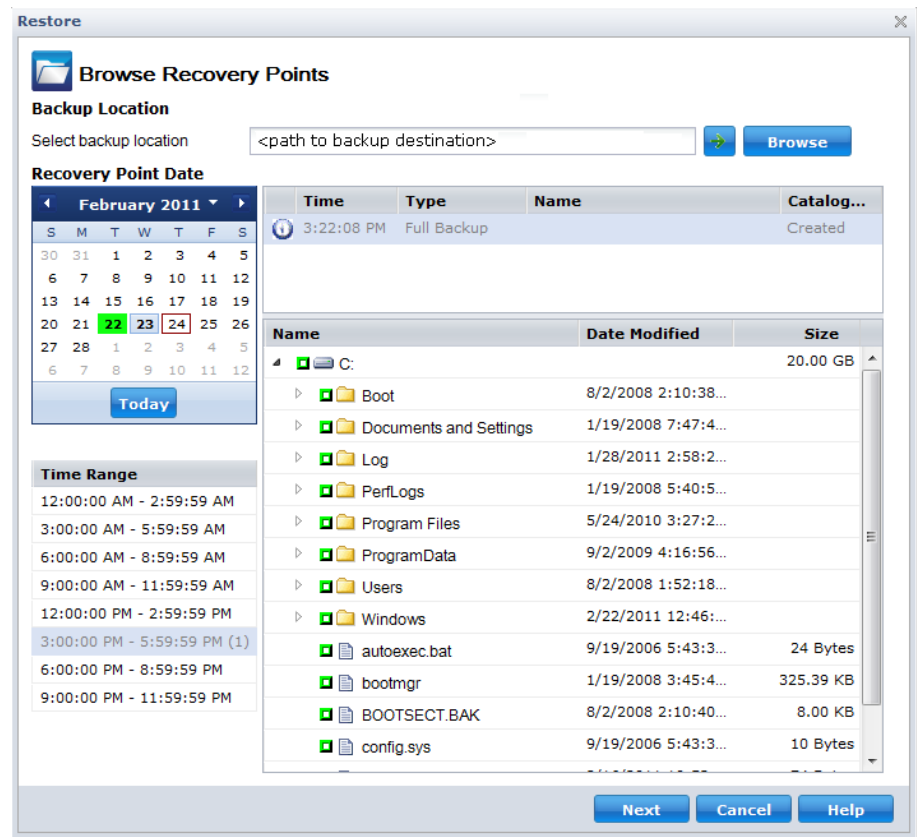 Restore
Browse Recovery Points
Backup Location
Select backup location <path to backup destination> Browse
Recovery Point Date
February 2011
S M T W T F S
30 31 1 2 3 4 5
6 7 8 9 10 11 12
13 14 15 16 17 18 19
20 21 22 23 24 25 26
27 28 1 2 3 4 5
6 7 8 9 10 11 12
Today
Time Range
12:00:00 AM - 2:59:59 AM
3:00:00 AM - 5:59:59 AM
6:00:00 AM - 8:59:59 AM
9:00:00 AM - 11:59:59 AM
12:00:00 PM - 2:59:59 PM
3:00:00 PM - 5:59:59 PM (1)
6:00:00 PM - 8:59:59 PM
9:00:00 PM - 11:59:59 PM
Time Type Name Catalog...
3:22:08 PM Full Backup Created
Name Date Modified Size
C: 20.00 GB
Boot 8/2/2008 2:10:38...
Documents and Settings 1/19/2008 7:47:4...
Log 1/28/2011 2:58:2...
PerfLogs 1/19/2008 5:40:5...
Program Files 5/24/2010 3:27:2...
ProgramData 9/2/2009 4:16:56...
Users 8/2/2008 1:52:18...
Windows 2/22/2011 12:46:...
autoexec.bat 9/19/2006 5:43:3... 24 Bytes
bootmgr 1/19/2008 3:45:4... 325.39 KB
BOOTSECT.BAK 8/2/2008 2:10:40... 8.00 KB
config.sys 9/19/2006 5:43:3... 10 Bytes
Next Cancel Help